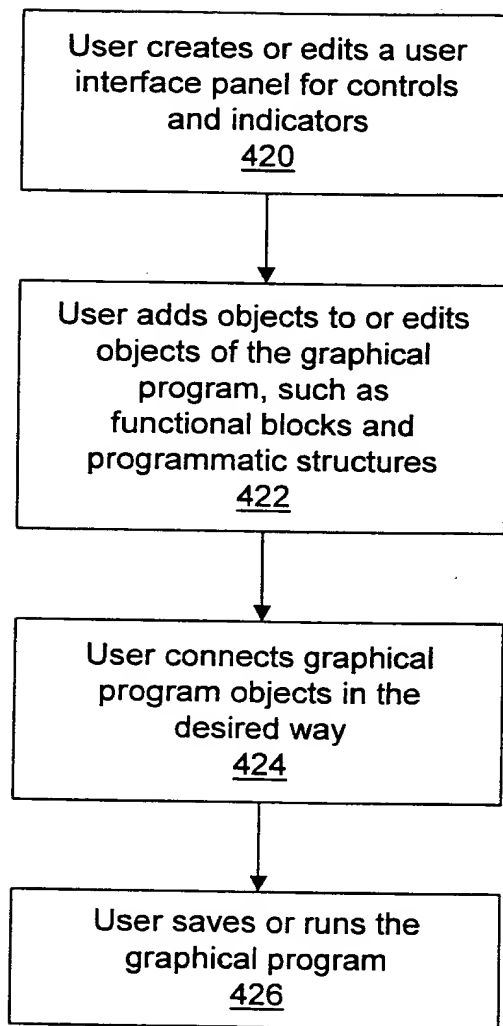 User creates or edits a user
interface panel for controls
and indicators
420
User adds objects to or edits
objects of the graphical
program, such as
functional blocks and
programmatic structures
422
User connects graphical
program objects in the
desired way
424
User saves or runs the
graphical program
426